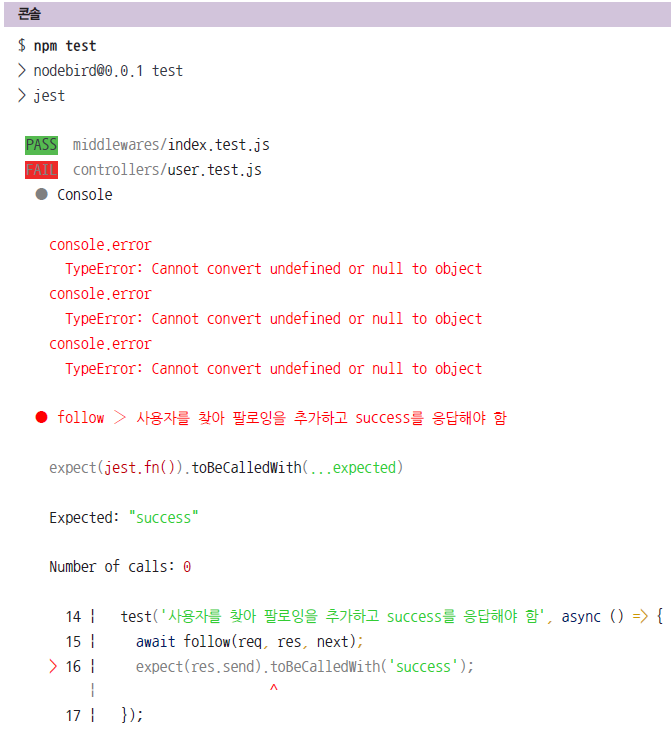 콘솔
$ npm test
> nodebird@0.0.1 test
> jest
PASS middlewares/index.test.js
FAIL controllers/user.test.js
● Console
console.error
TypeError: Cannot convert undefined or null to object
console.error
TypeError: Cannot convert undefined or null to object
console.error
TypeError: Cannot convert undefined or null to object
● follow > 사용자를 찾아 팔로잉을 추가하고 success를 응답해야 함
expect(jest.fn()).toBeCalledWith(...expected)
Expected: "success"
Number of calls: 0
14 ¦ test('사용자를 찾아 팔로잉을 추가하고 success를 응답해야 함', async () => {
15 ¦ await follow(req, res, next);
> 16 ¦ expect(res.send).toBeCalledWith('success');
¦ ^
17 ¦ });